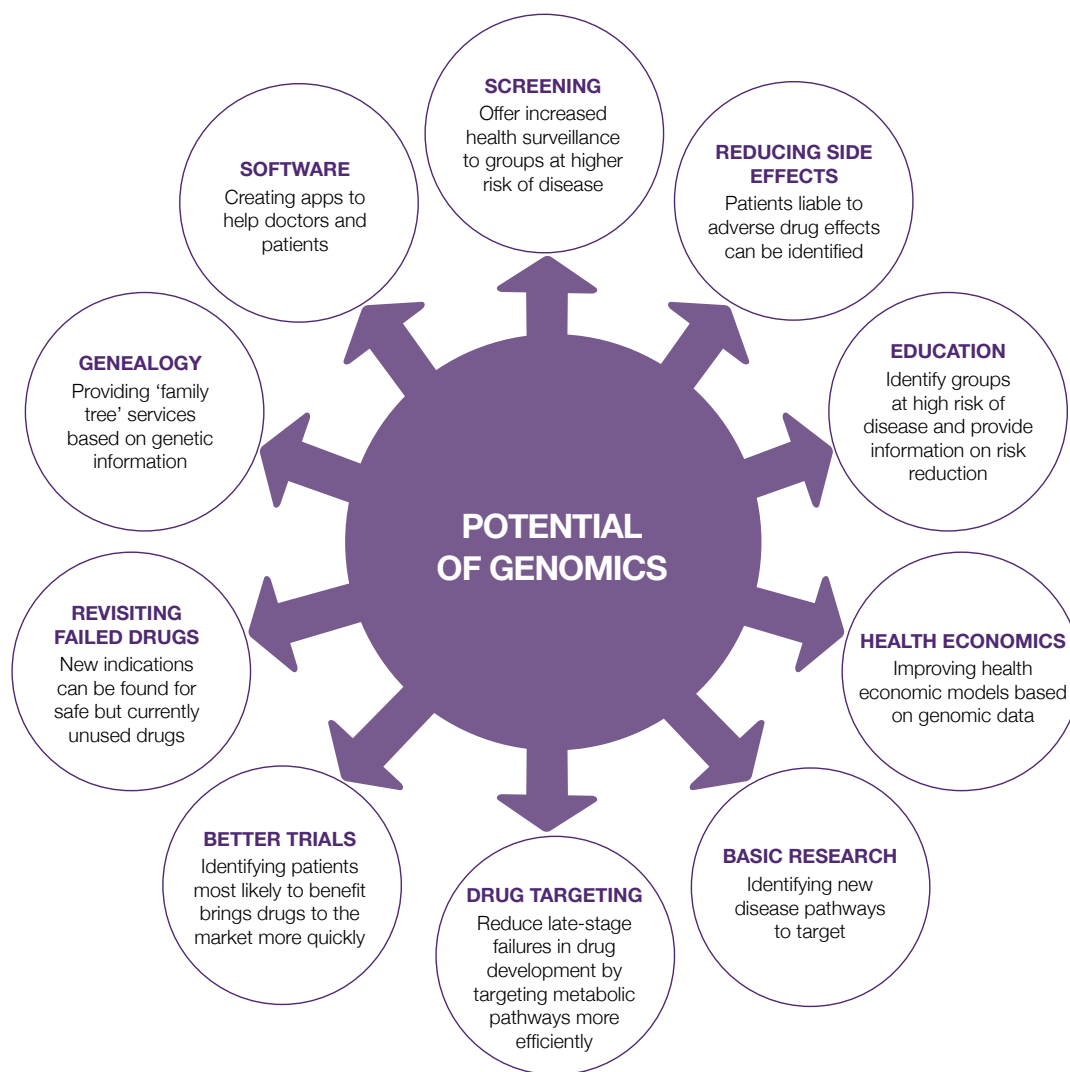 SCREENING
Offer increased
health surveillance
to groups at higher
risk of disease
REDUCING SIDE
EFFECTS
Patients liable to
adverse drug effects
can be identified
EDUCATION
Identify groups
at high risk of
disease and provide
information on risk
reduction
HEALTH ECONOMICS
Improving health
economic models based
on genomic data
BASIC RESEARCH
Identifying new
disease pathways
to target
DRUG TARGETING
Reduce late-stage
failures in drug
development by
targeting metabolic
pathways more
efficiently
BETTER TRIALS
Identifying patients
most likely to benefit
brings drugs to the
market more quickly
REVISITING
FAILED DRUGS
New indications
can be found for
safe but currently
unused drugs
GENEALOGY
Providing ‘family
tree’ services
based on genetic
information
SOFTWARE
Creating apps to
help doctors and
patients
POTENTIAL
OF GENOMICS